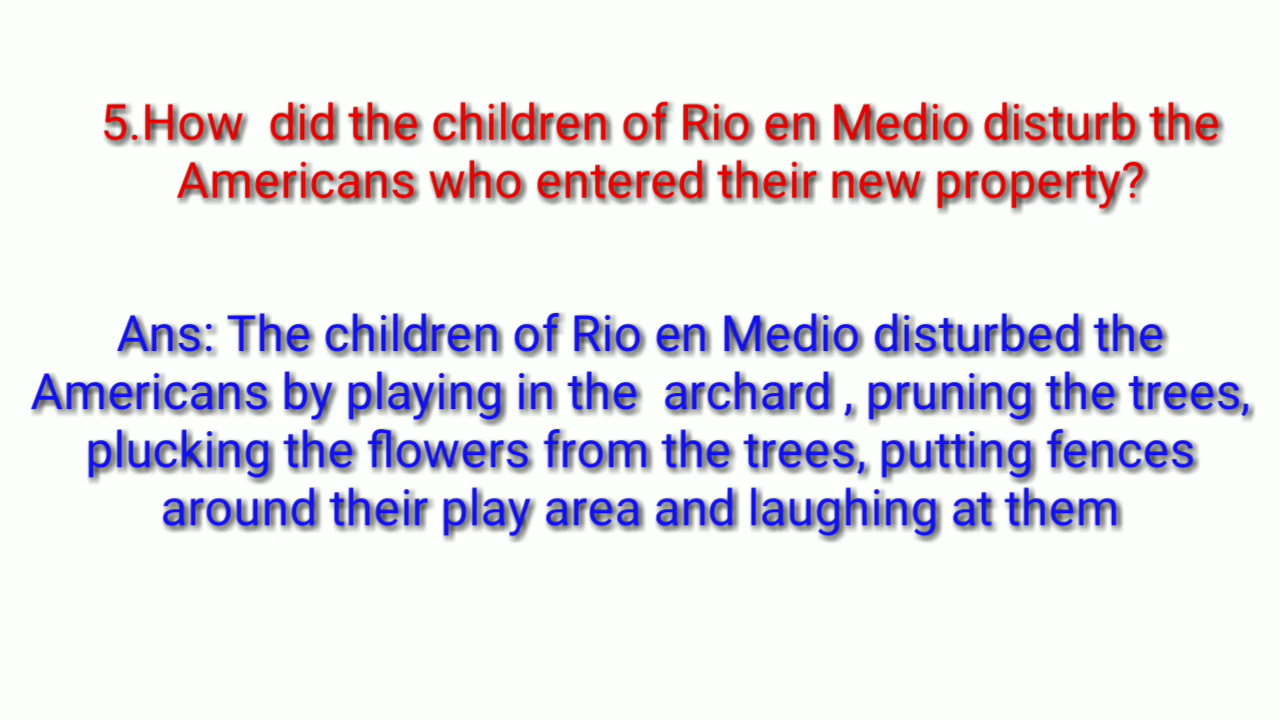 5.How  did the children of Rio en Medio disturb the
Americans who entered their new property?
Ans: The children of Rio en Medio disturbed the
Americans by playing in the  archard , pruning the trees,
plucking the flowers from the trees, putting fences
around their play area and laughing at them